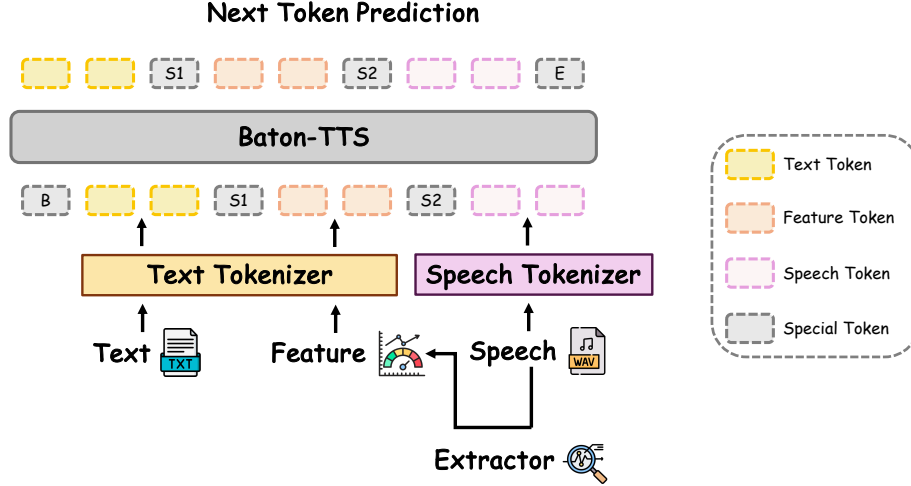 Next Token Prediction
S1 S2 E
Baton-TTS
B S1 S2
Text Tokenizer Speech Tokenizer
Text TXT Feature Speech WAV
Extractor
Text Token
Feature Token
Speech Token
Special Token